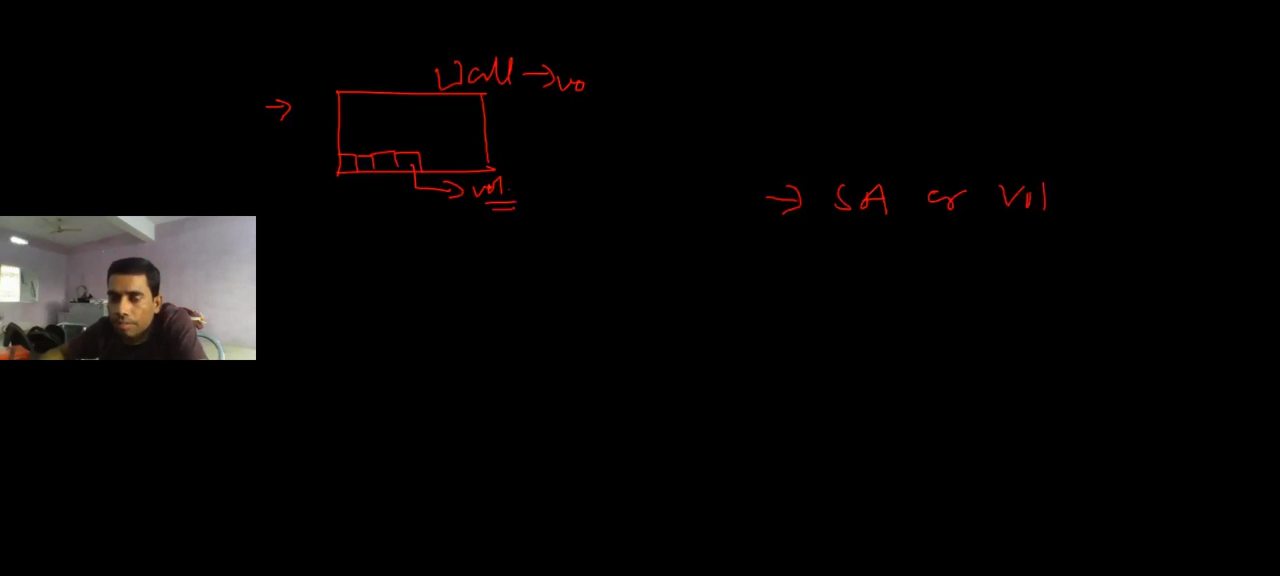 Wall → vo
→
→ vol.
→ SA or Vol